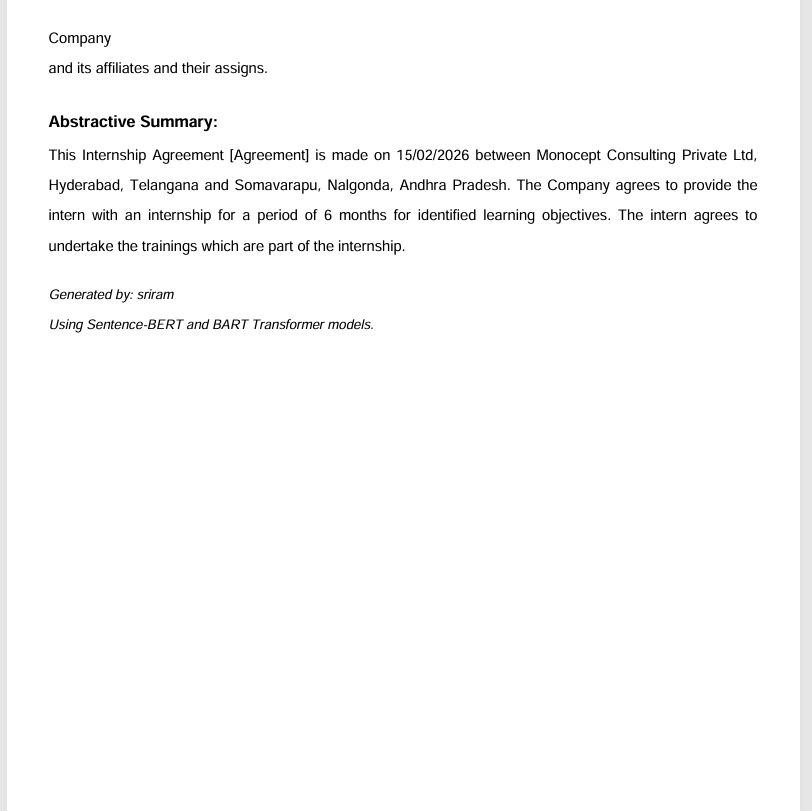 Company
and its affiliates and their assigns.
Abstractive Summary:
This Internship Agreement [Agreement] is made on 15/02/2026 between Monocept Consulting Private Ltd,
Hyderabad, Telangana and Somavarapu, Nalgonda, Andhra Pradesh. The Company agrees to provide the
intern with an internship for a period of 6 months for identified learning objectives. The intern agrees to
undertake the trainings which are part of the internship.
Generated by: sriram
Using Sentence-BERT and BART Transformer models.